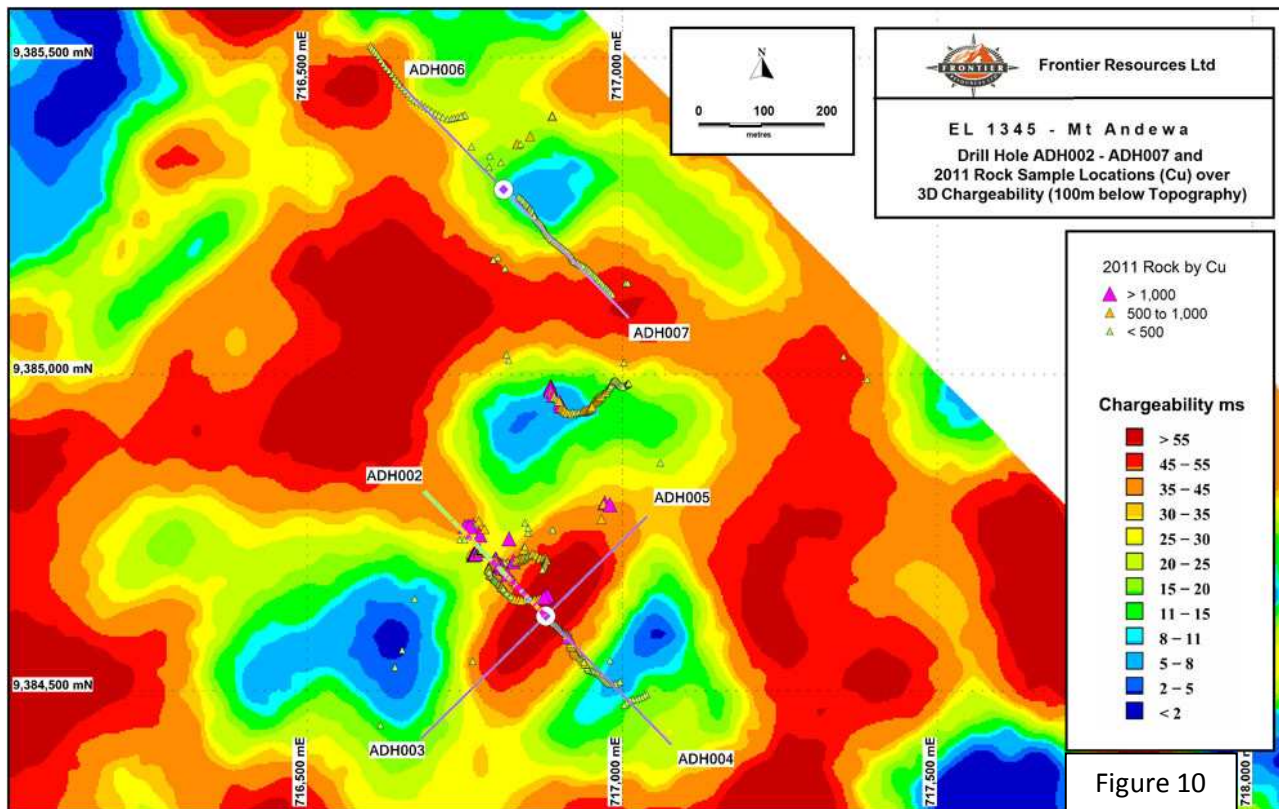 9,385,500 mN
716,500 mE
ADH006
717,000 mE
N
0 100 200
metres
FRONTIER
RESOURCES LTD
Frontier Resources Ltd
EL 1345 - Mt Andewa
Drill Hole ADH002 - ADH007 and
2011 Rock Sample Locations (Cu) over
3D Chargeability (100m below Topography)
2011 Rock by Cu
> 1,000
500 to 1,000
< 500
ADH007
9,385,000 mN
Chargeability ms
> 55
45 – 55
35 – 45
30 – 35
25 – 30
20 – 25
15 – 20
11 – 15
8 – 11
5 – 8
2 – 5
< 2
ADH002
ADH005
9,384,500 mN
ADH003
ADH004
716,500 mE
717,000 mE
717,500 mE
718,000 mE
Figure 10